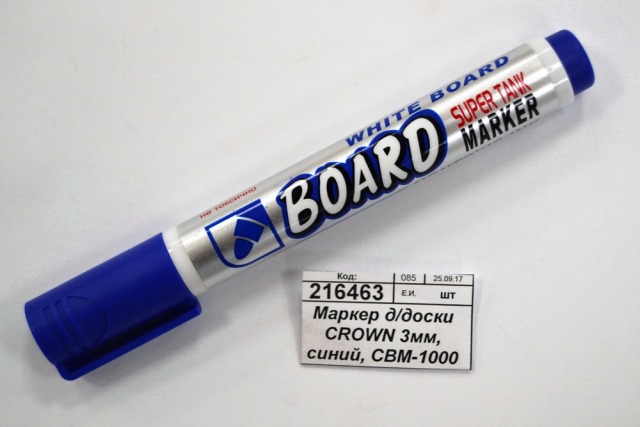 WHITE BOARD
SUPER TANK
BOARD
MARKER
не токсично
Код:
085
25.09.17
216463
Е.И.
шт
Маркер д/доски
CROWN 3мм,
синий, CBM-1000